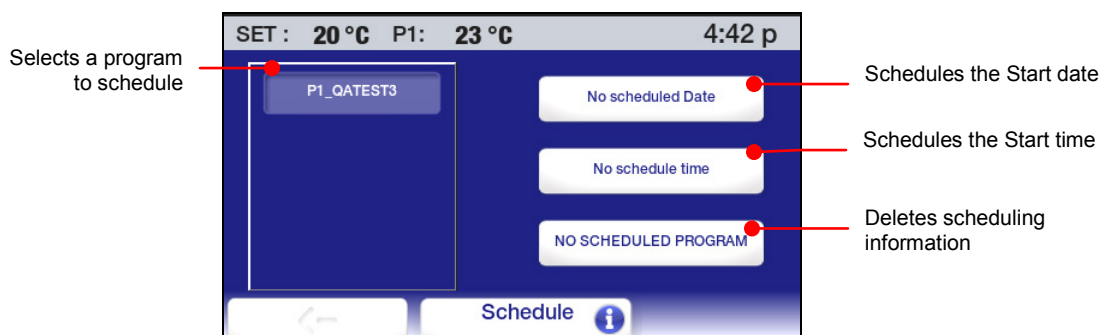 SET : 20 °C P1: 23 °C 4:42 p
Selects a program
to schedule
P1_QATEST3
No scheduled Date
Schedules the Start date
No schedule time
Schedules the Start time
NO SCHEDULED PROGRAM
Deletes scheduling
information
Schedule